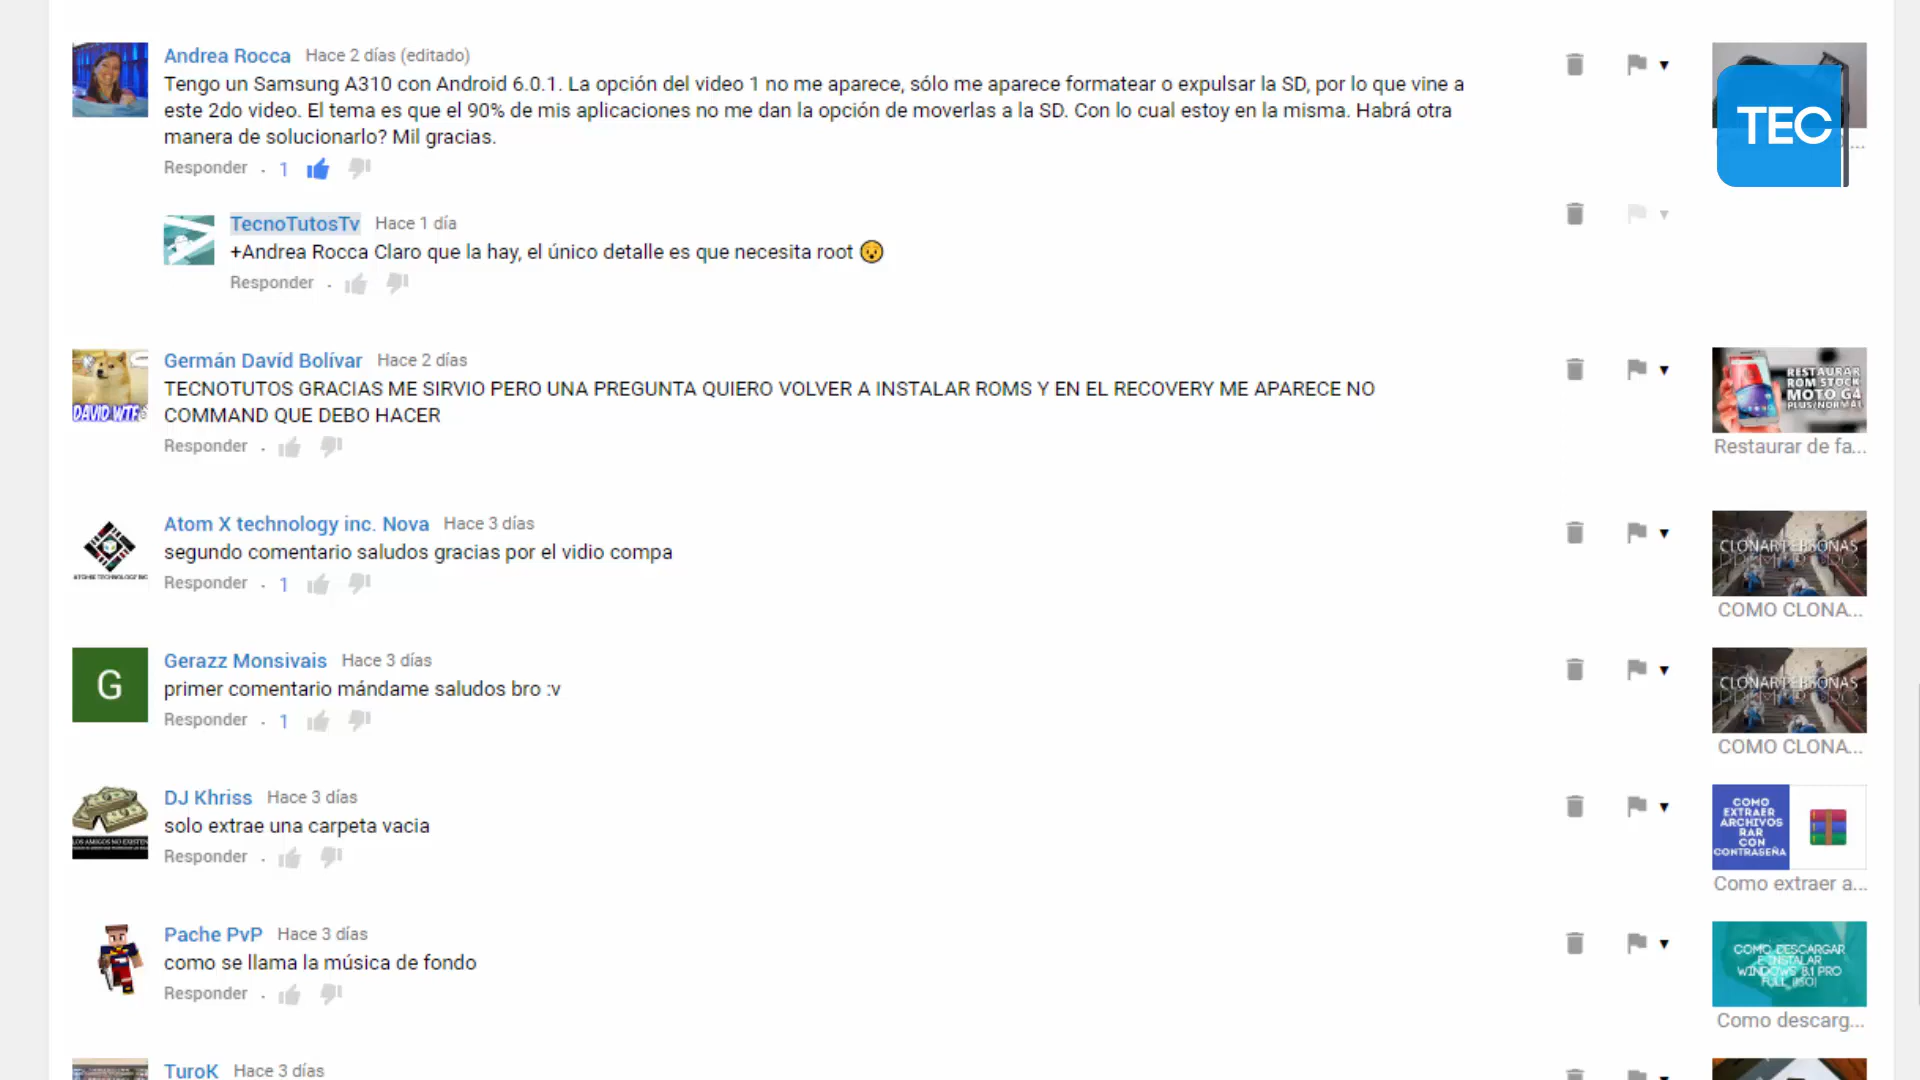 Andrea Rocca Hace 2 días (editado)
Tengo un Samsung A310 con Android 6.0.1. La opción del video 1 no me aparece, sólo me aparece formatear o expulsar la SD, por lo que vine a
este 2do video. El tema es que el 90% de mis aplicaciones no me dan la opción de moverlas a la SD. Con lo cual estoy en la misma. Habrá otra
manera de solucionarlo? Mil gracias.
Responder . 1
TEC
TecnoTutosTv Hace 1 día
+Andrea Rocca Claro que la hay, el único detalle es que necesita root 😯
Responder .
Germán Davíd Bolívar Hace 2 días
TECNOTUTOS GRACIAS ME SIRVIO PERO UNA PREGUNTA QUIERO VOLVER A INSTALAR ROMS Y EN EL RECOVERY ME APARECE NO
COMMAND QUE DEBO HACER
Responder .
DAVID WTF
RESTAURAR
ROM STOCK
MOTO G4
PLUS/NORMAL
Restaurar de fa...
Atom X technology inc. Nova Hace 3 días
segundo comentario saludos gracias por el vidio compa
Responder . 1
CLONAR PERSONAS
COMO CLONA...
G
Gerazz Monsivais Hace 3 días
primer comentario mándame saludos bro :v
Responder . 1
CLONAR PERSONAS
COMO CLONA...
DJ Khriss Hace 3 días
solo extrae una carpeta vacia
Responder .
LOS AMIGOS NO EXISTEN
COMO
EXTRAER
ARCHIVOS
RAR
CON
CONTRASEÑA
Como extraer a...
Pache PvP Hace 3 días
como se llama la música de fondo
Responder .
COMO DESCARGAR
E INSTALAR
WINDOWS 8.1 PRO
FULL (ISO)
Como descarg...
TuroK Hace 3 días